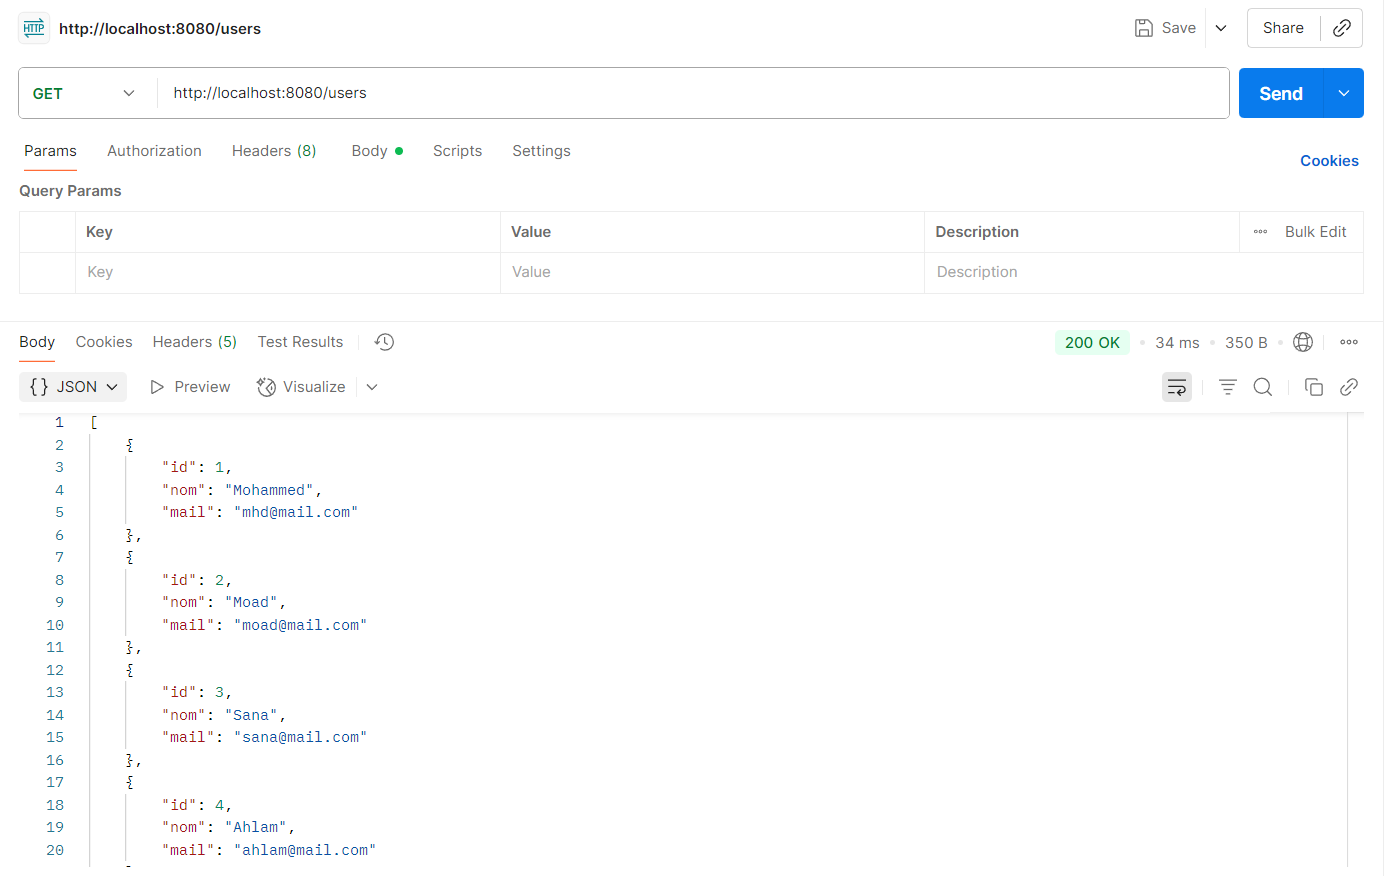 HTTP http://localhost:8080/users Save Share
GET http://localhost:8080/users Send
Params Authorization Headers (8) Body Scripts Settings Cookies
Query Params
Key Value Description Bulk Edit
Key Value Description
Body Cookies Headers (5) Test Results 200 OK 34 ms 350 B
{} JSON Preview Visualize
1 [
2 {
3 "id": 1,
4 "nom": "Mohammed",
5 "mail": "mhd@mail.com"
6 },
7 {
8 "id": 2,
9 "nom": "Moad",
10 "mail": "moad@mail.com"
11 },
12 {
13 "id": 3,
14 "nom": "Sana",
15 "mail": "sana@mail.com"
16 },
17 {
18 "id": 4,
19 "nom": "Ahlam",
20 "mail": "ahlam@mail.com"